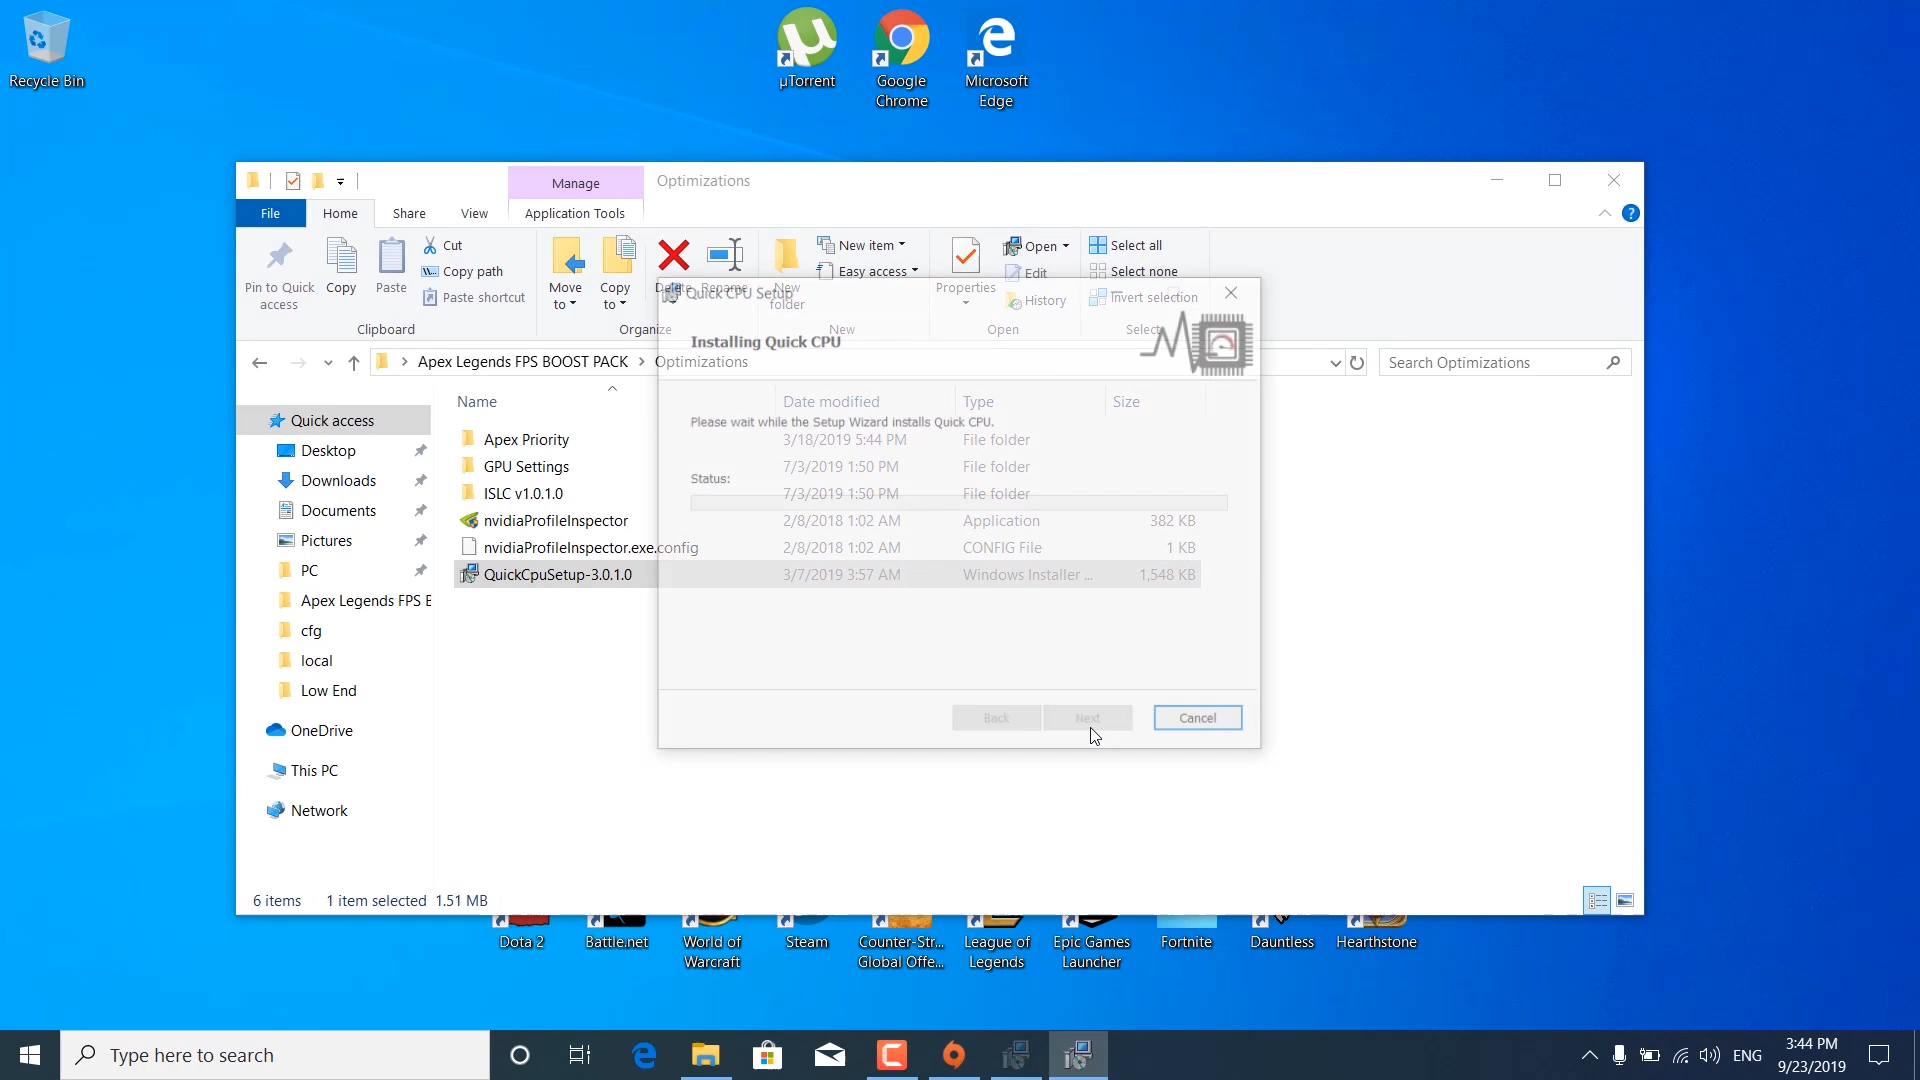 Recycle Bin
µTorrent
Google
Chrome
Microsoft
Edge
Manage
Optimizations
File
Home
Share
View
Application Tools
Pin to Quick
access
Copy
Paste
Cut
Copy path
Paste shortcut
Clipboard
Move
to
Copy
to
Delete
Rename
Organize
New
folder
New item
Easy access
New
Properties
Open
Edit
History
Open
Select all
Select none
Invert selection
Select
Quick CPU Setup
Installing Quick CPU
Apex Legends FPS BOOST PACK
Optimizations
Search Optimizations
Name
Date modified
Type
Size
Please wait while the Setup Wizard installs Quick CPU.
Status:
Apex Priority
3/18/2019 5:44 PM
File folder
GPU Settings
7/3/2019 1:50 PM
File folder
ISLC v1.0.1.0
7/3/2019 1:50 PM
File folder
nvidiaProfileInspector
2/8/2018 1:02 AM
Application
382 KB
nvidiaProfileInspector.exe.config
2/8/2018 1:02 AM
CONFIG File
1 KB
QuickCpuSetup-3.0.1.0
3/7/2019 3:57 AM
Windows Installer ...
1,548 KB
Back
Next
Cancel
Quick access
Desktop
Downloads
Documents
Pictures
PC
Apex Legends FPS B
cfg
local
Low End
OneDrive
This PC
Network
6 items
1 item selected
1.51 MB
Dota 2
Battle.net
World of
Warcraft
Steam
Counter-Str...
Global Offe...
League of
Legends
Epic Games
Launcher
Fortnite
Dauntless
Hearthstone
Type here to search
ENG
3:44 PM
9/23/2019